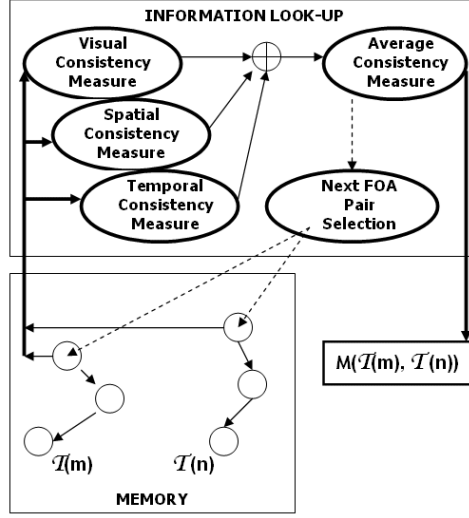 INFORMATION LOOK-UP
Visual
Consistency
Measure
Average
Consistency
Measure
Spatial
Consistency
Measure
Temporal
Consistency
Measure
Next FOA
Pair
Selection
M(𝒯(m), 𝒯(n))
𝒯(m)
𝒯(n)
MEMORY